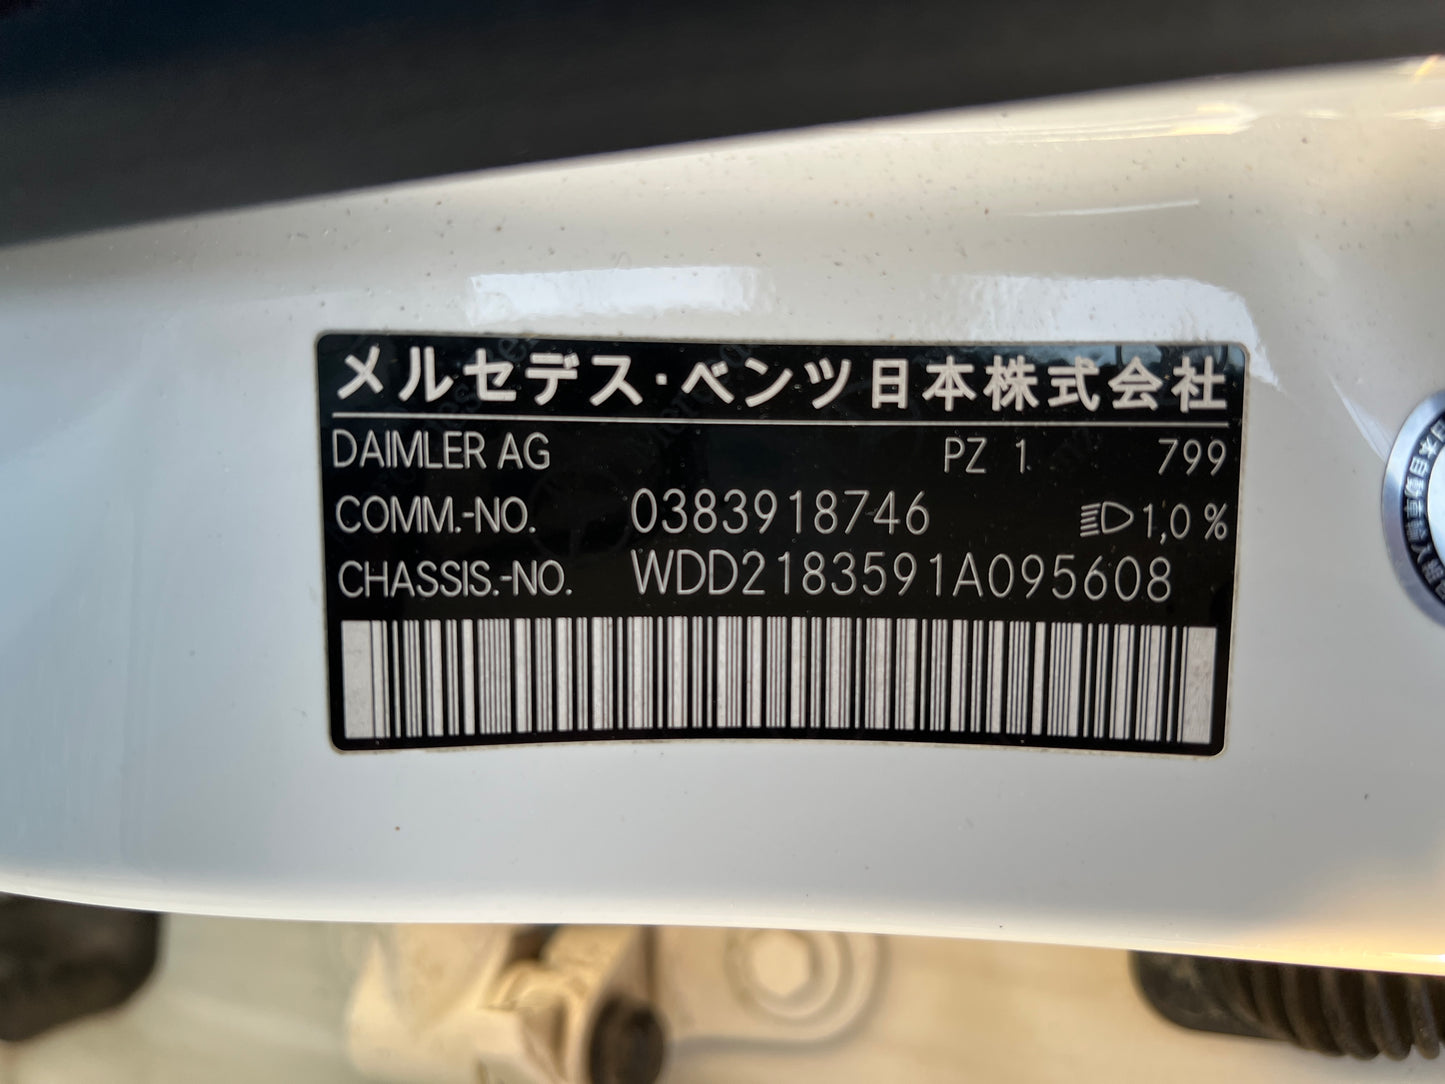 メルセデス・ベンツ日本株式会社
DAIMLER AG PZ 1 799
COMM.-NO. 0383918746 1,0 %
CHASSIS.-NO. WDD2183591A095608